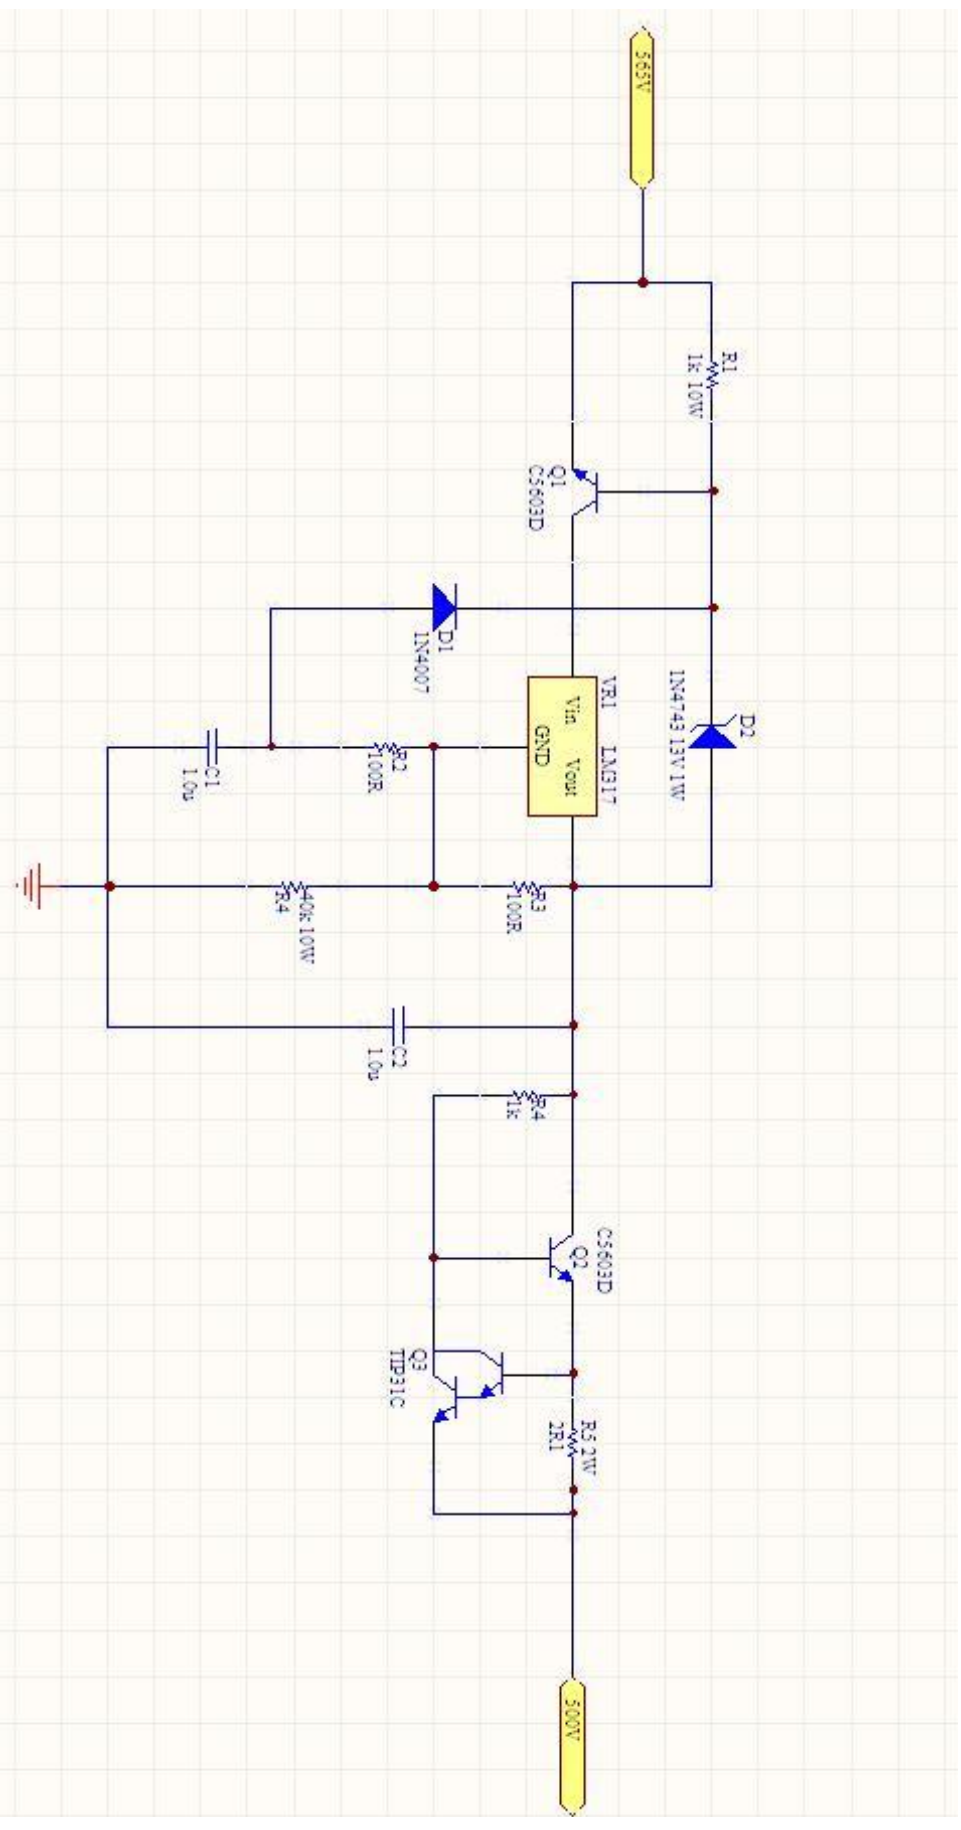 565V
R1
1k 10W
Q1
C5603D
D1
1N4007
VR1 LM317
Vin
GND
Vout
D2
1N4743 13V 1W
C1
1.0u
R2
100R
R3
100R
R4
40k 10W
C2
1.0u
R4
1k
Q2
C5603D
Q3
TIP31C
R5 2W
2R1
500V